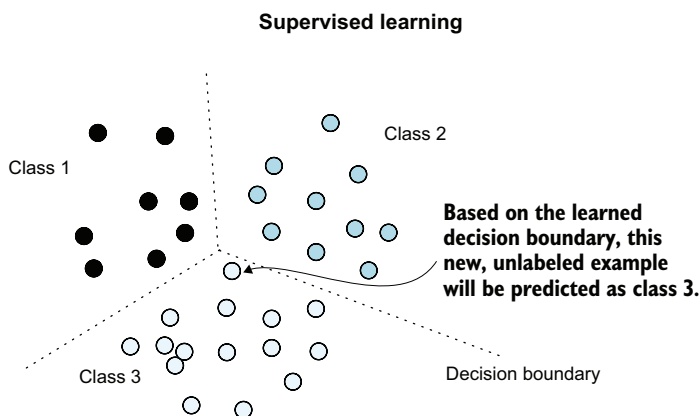 Supervised learning
Class 2
Class 1
Based on the learned
decision boundary, this
new, unlabeled example
will be predicted as class 3.
Class 3
Decision boundary